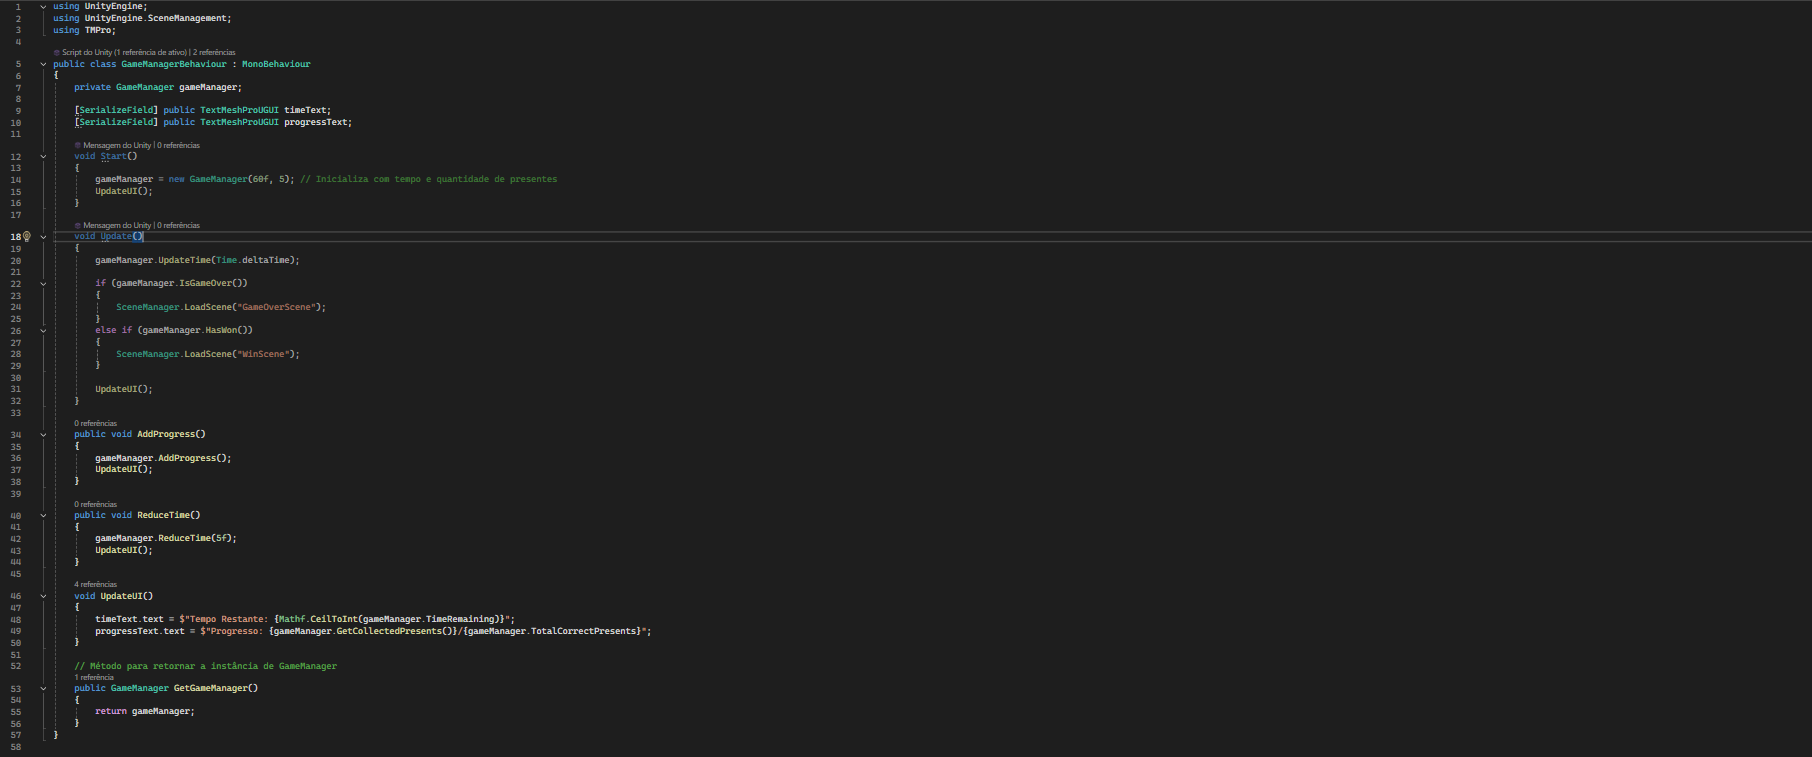 1 using UnityEngine;
2 using UnityEngine.SceneManagement;
3 using TMPro;
4
Script do Unity (1 referência de ativo) | 2 referências
5 public class GameManagerBehaviour : MonoBehaviour
6 {
7 private GameManager gameManager;
8
9 [SerializeField] public TextMeshProUGUI timeText;
10 [SerializeField] public TextMeshProUGUI progressText;
11
Mensagem do Unity | 0 referências
12 void Start()
13 {
14 gameManager = new GameManager(60f, 5); // Inicializa com tempo e quantidade de presentes
15 UpdateUI();
16 }
17
Mensagem do Unity | 0 referências
18 void Update()
19 {
20 gameManager.UpdateTime(Time.deltaTime);
21
22 if (gameManager.IsGameOver())
23 {
24 SceneManager.LoadScene("GameOverScene");
25 }
26 else if (gameManager.HasWon())
27 {
28 SceneManager.LoadScene("WinScene");
29 }
30
31 UpdateUI();
32 }
33
0 referências
34 public void AddProgress()
35 {
36 gameManager.AddProgress();
37 UpdateUI();
38 }
39
0 referências
40 public void ReduceTime()
41 {
42 gameManager.ReduceTime(5f);
43 UpdateUI();
44 }
45
4 referências
46 void UpdateUI()
47 {
48 timeText.text = $"Tempo Restante: {Mathf.CeilToInt(gameManager.TimeRemaining)}";
49 progressText.text = $"Progresso: {gameManager.GetCollectedPresents()}/{gameManager.TotalCorrectPresents}";
50 }
51
52 // Método para retornar a instância de GameManager
1 referência
53 public GameManager GetGameManager()
54 {
55 return gameManager;
56 }
57 }
58